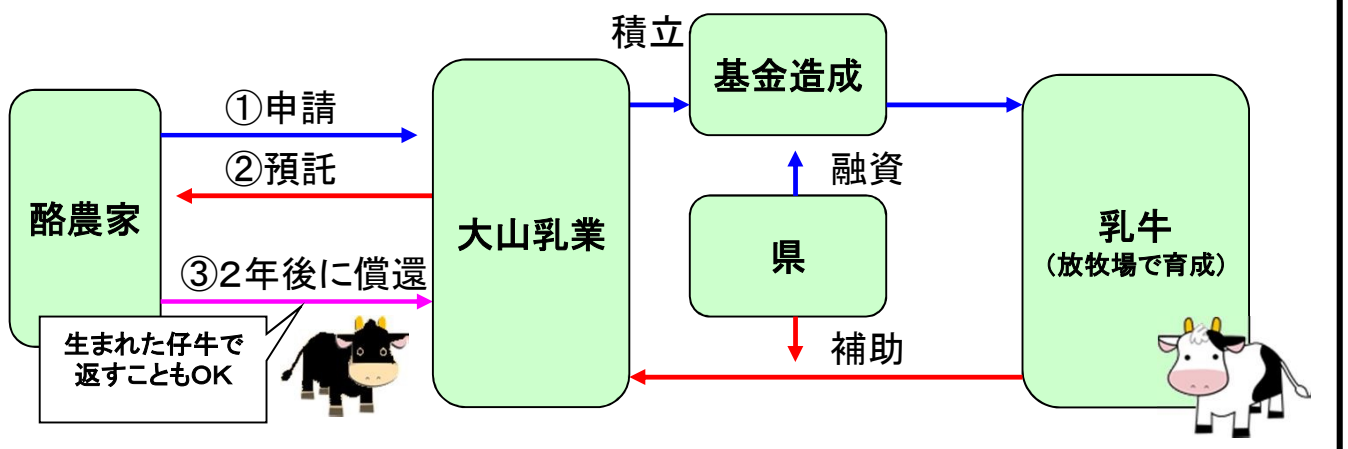 積立
基金造成
①申請
②預託
融資
酪農家
大山乳業
県
乳牛
（放牧場で育成）
③２年後に償還
補助
生まれた仔牛で
返すこともＯＫ